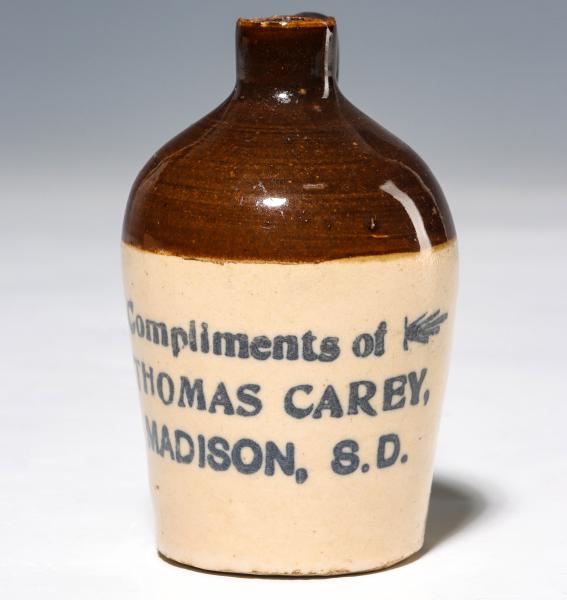 Compliments of
THOMAS CAREY,
MADISON, S.D.